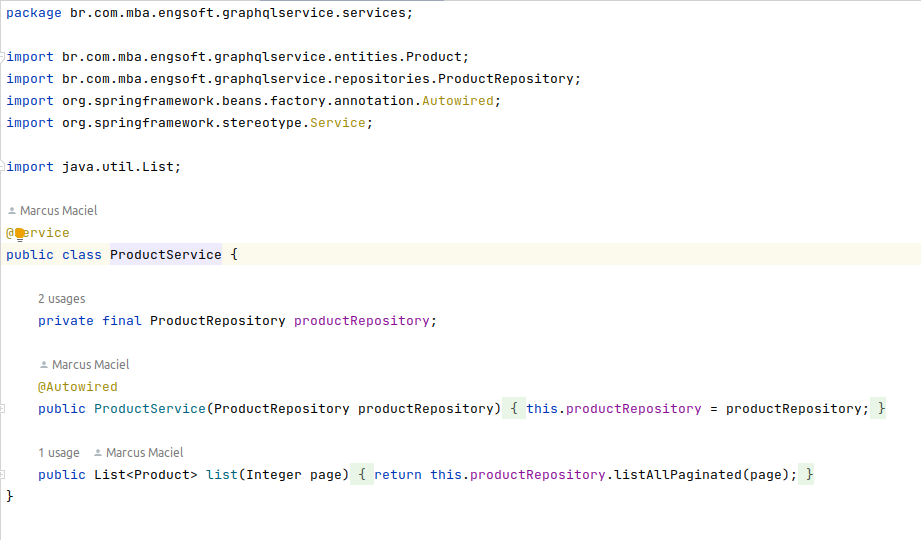 package br.com.mba.engsoft.graphqlservice.services;
import br.com.mba.engsoft.graphqlservice.entities.Product;
import br.com.mba.engsoft.graphqlservice.repositories.ProductRepository;
import org.springframework.beans.factory.annotation.Autowired;
import org.springframework.stereotype.Service;
import java.util.List;
Marcus Maciel
@Service
public class ProductService {
2 usages
private final ProductRepository productRepository;
Marcus Maciel
@Autowired
public ProductService(ProductRepository productRepository) { this.productRepository = productRepository; }
1 usage Marcus Maciel
public List<Product> list(Integer page) { return this.productRepository.listAllPaginated(page); }
}